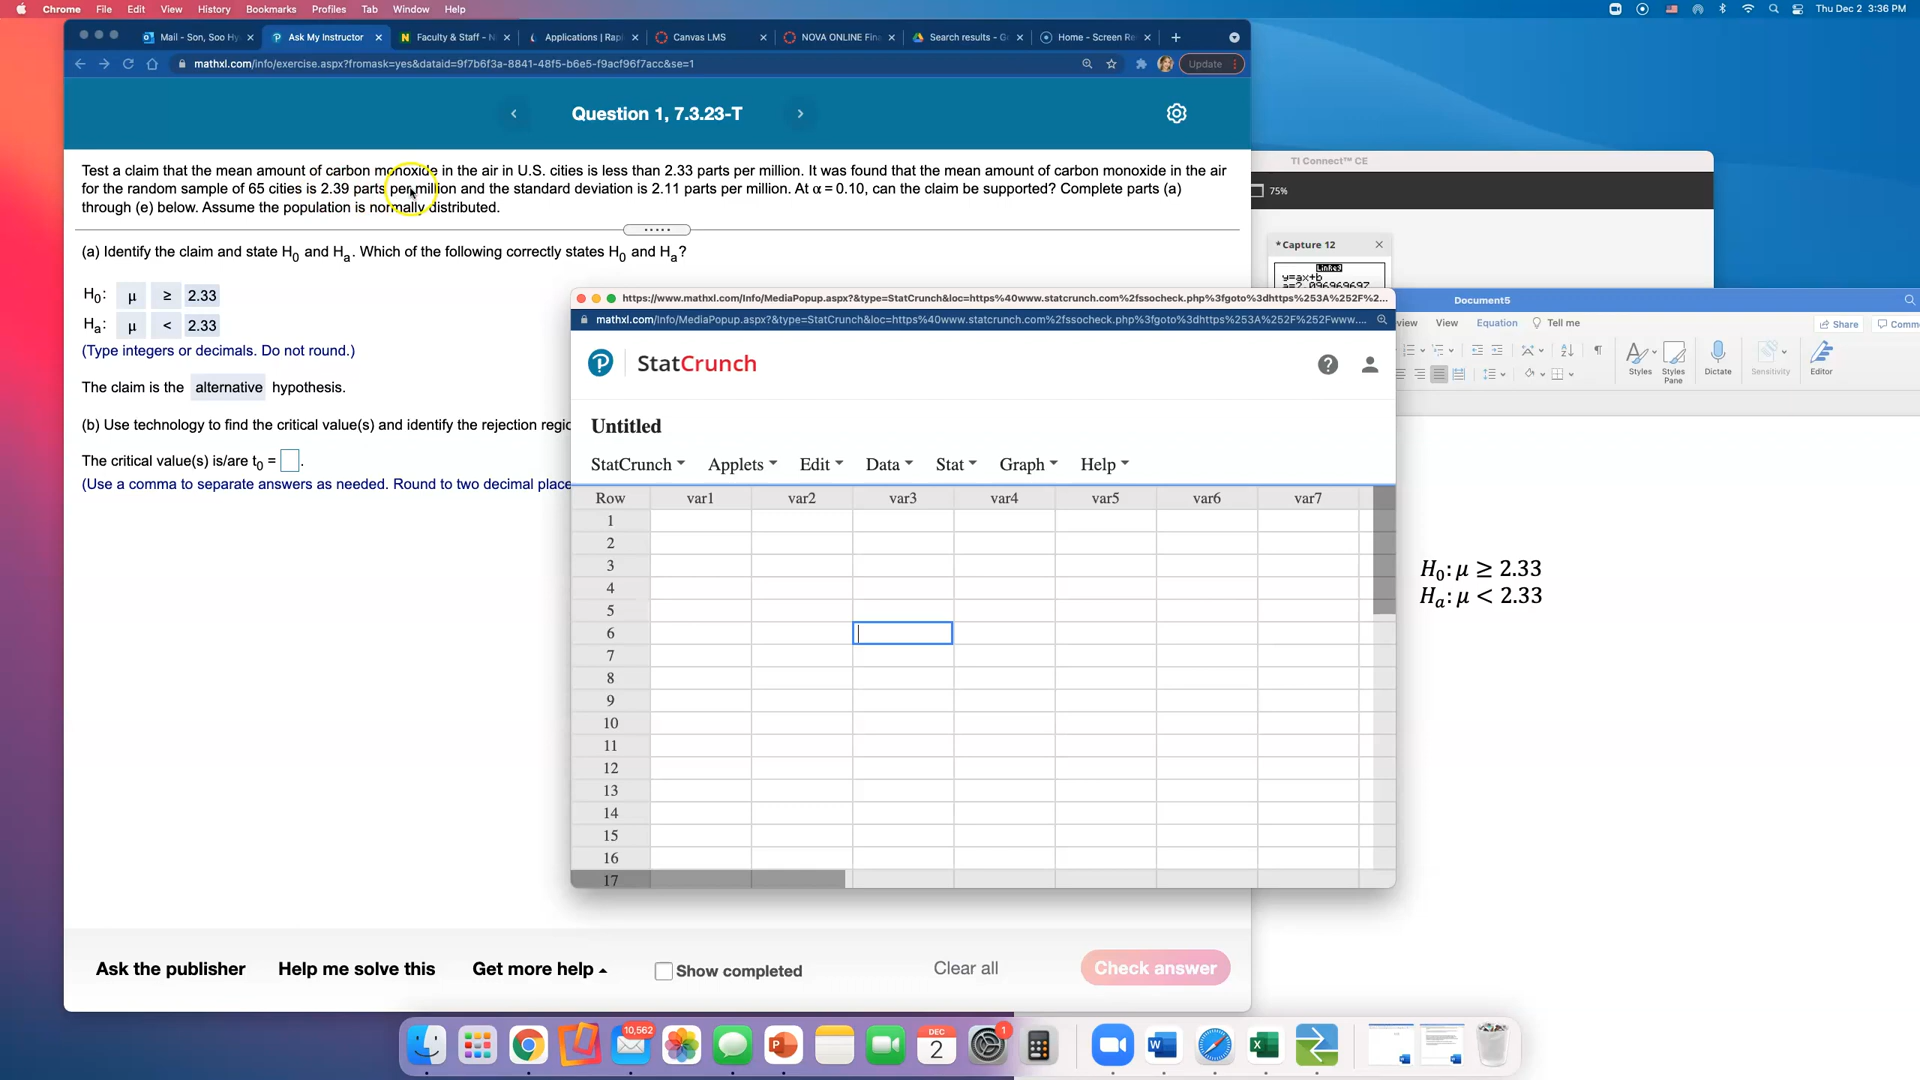 Chrome File Edit View History Bookmarks Profiles Tab Window Help
Thu Dec 2 3:36 PM
Mail - Son, Soo Hy
Ask My Instructor
Faculty & Staff - N
Applications | Rap
Canvas LMS
NOVA ONLINE Fin
Search results - G
Home - Screen Re
mathxl.com/info/exercise.aspx?fromask=yes&dataid=9f7b6f3a-8841-48f5-b6e5-f9acf96f7acc&se=1
Update
Question 1, 7.3.23-T
Test a claim that the mean amount of carbon monoxide in the air in U.S. cities is less than 2.33 parts per million. It was found that the mean amount of carbon monoxide in the air
for the random sample of 65 cities is 2.39 parts per million and the standard deviation is 2.11 parts per million. At α = 0.10, can the claim be supported? Complete parts (a)
through (e) below. Assume the population is normally distributed.
(a) Identify the claim and state H0 and Ha. Which of the following correctly states H0 and Ha?
H0: μ ≥ 2.33
Ha: μ < 2.33
(Type integers or decimals. Do not round.)
The claim is the alternative hypothesis.
(b) Use technology to find the critical value(s) and identify the rejection regio
The critical value(s) is/are t0 = .
(Use a comma to separate answers as needed. Round to two decimal place
TI Connect™ CE
75%
*Capture 12
LinReg
y=ax+b
a=2.096969697
https://www.mathxl.com/Info/MediaPopup.aspx?&type=StatCrunch&loc=https%40www.statcrunch.com%2fssocheck.php%3fgoto%3dhttps%253A%252F%2...
mathxl.com/Info/MediaPopup.aspx?&type=StatCrunch&loc=https%40www.statcrunch.com%2fssocheck.php%3fgoto%3dhttps%253A%252F%252Fwww....
StatCrunch
Untitled
StatCrunch Applets Edit Data Stat Graph Help
Row var1 var2 var3 var4 var5 var6 var7
1
2
3
4
5
6
7
8
9
10
11
12
13
14
15
16
17
Document5
view View Equation Tell me
Share Comme
Styles Styles Pane Dictate Sensitivity Editor
H0: μ ≥ 2.33
Ha: μ < 2.33
Ask the publisher Help me solve this Get more help Show completed Clear all Check answer
10,562
DEC
2
1